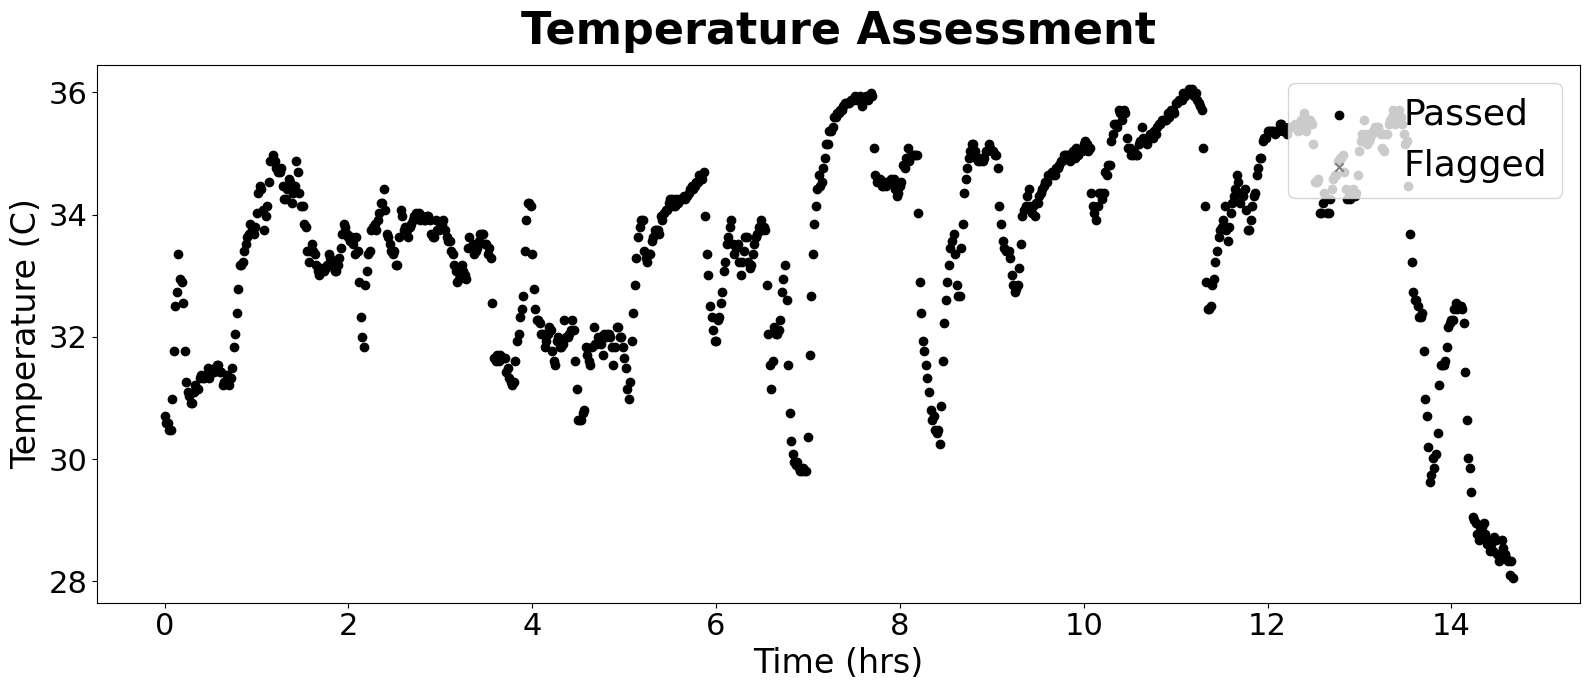 Temperature Assessment
Temperature (C)
36
34
32
30
28
Passed
Flagged
0 2 4 6 8 10 12 14
Time (hrs)